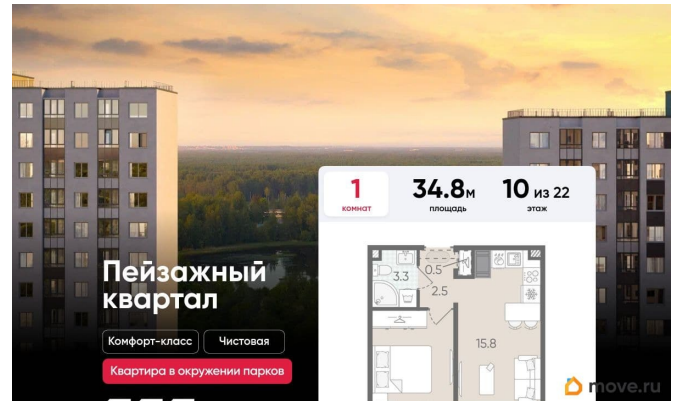 1
комнат
34.8м
площадь
10 из 22
этаж
3.3
0.5
2.5
15.8
Пейзажный
квартал
Комфорт-класс
Чистовая
Квартира в окружении парков
move.ru